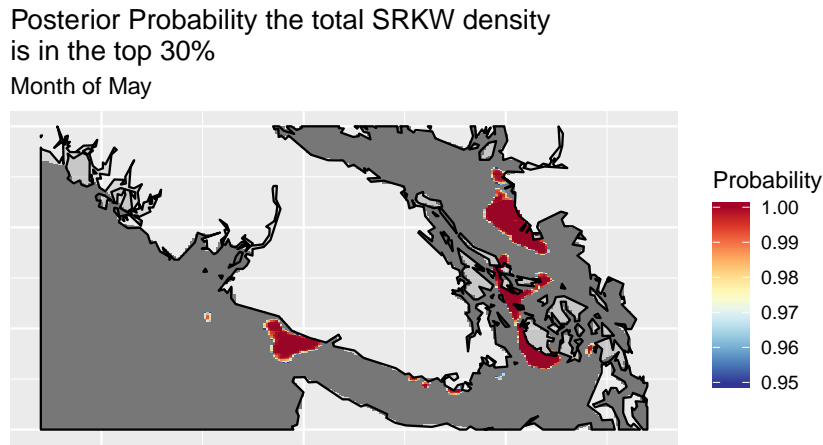 Posterior Probability the total SRKW density
is in the top 30%
Month of May
Probability
1.00
0.99
0.98
0.97
0.96
0.95